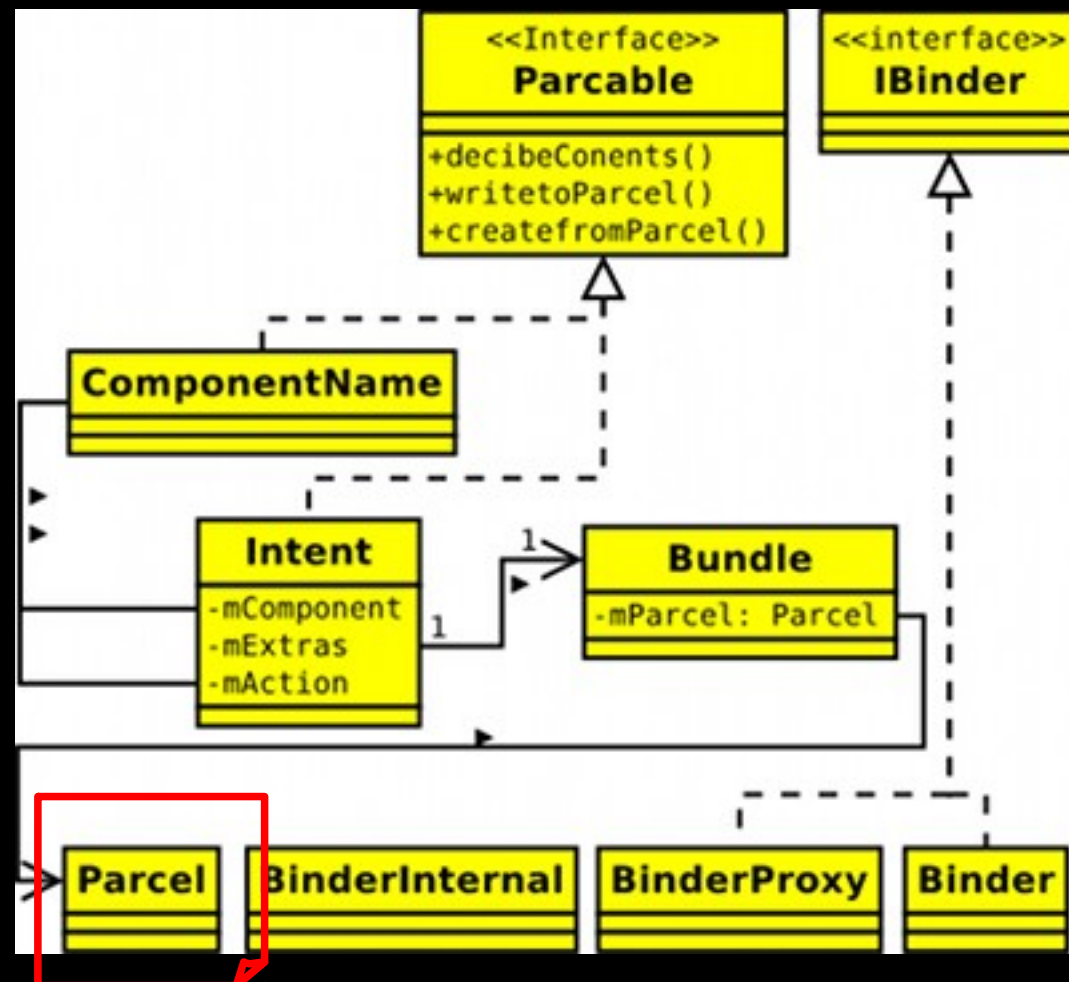 <<Interface>>
Parcable
+decibeConents()
+writetoParcel()
+createfromParcel()
<<interface>>
IBinder
ComponentName
Intent
-mComponent
-mExtras
-mAction
1
1
Bundle
-mParcel: Parcel
Parcel
BinderInternal
BinderProxy
Binder